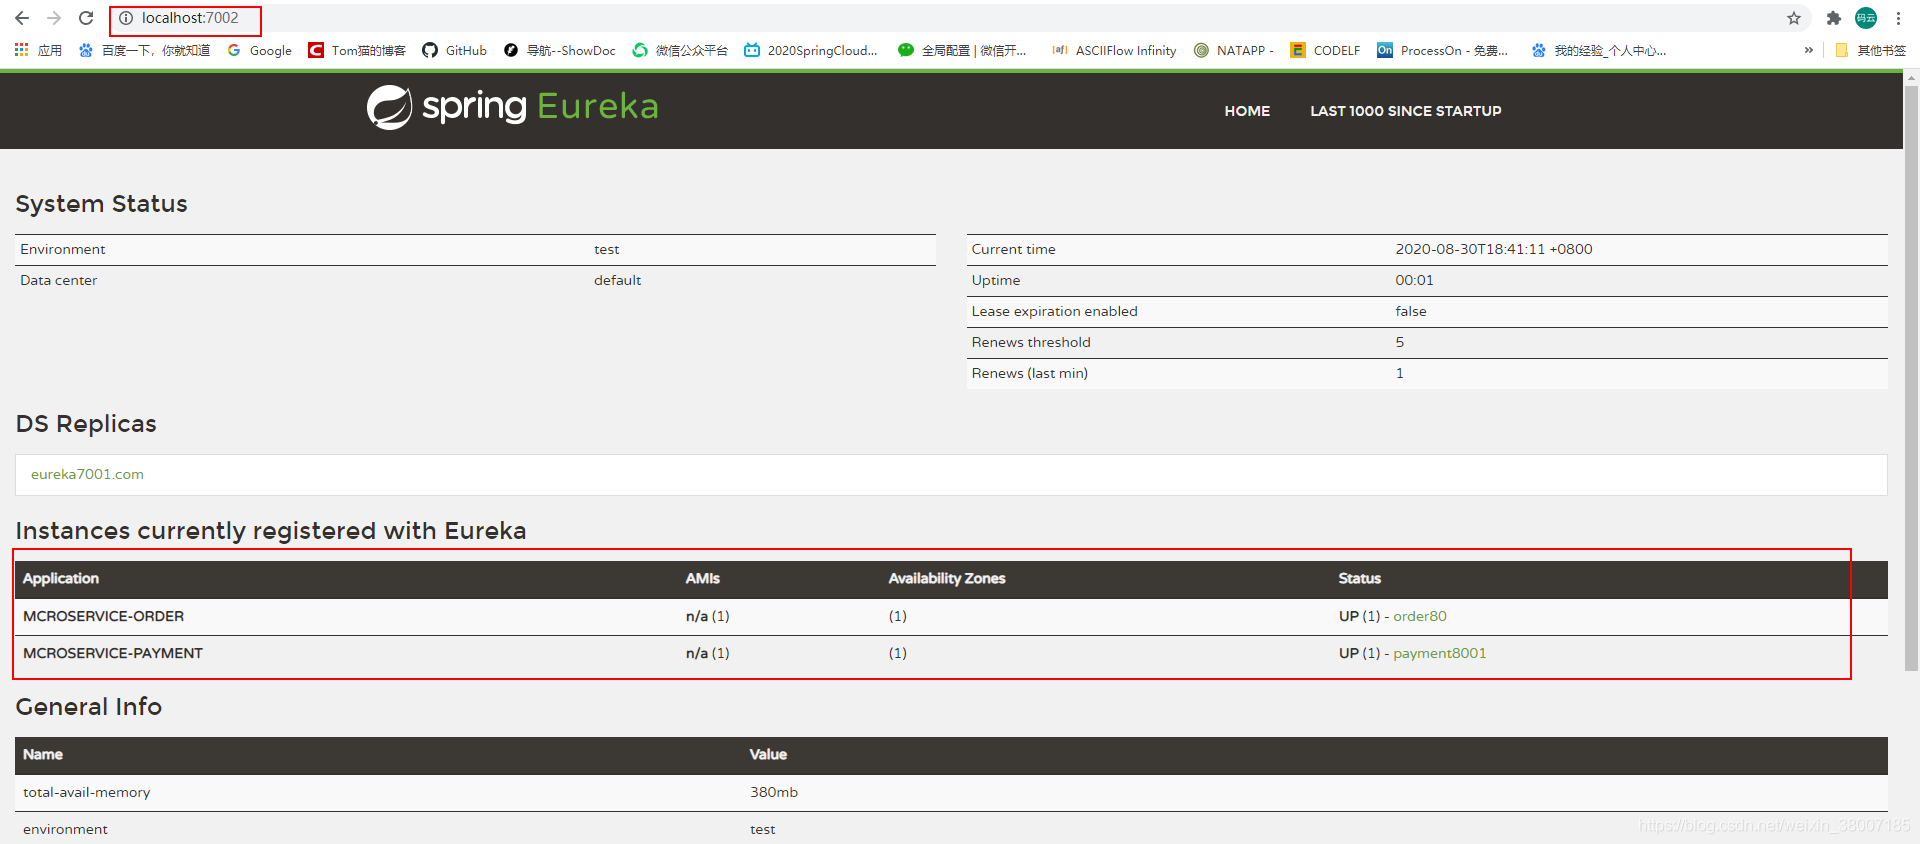 localhost:7002
码云
应用 百度一下，你就知道 Google Tom猫的博客 GitHub 导航--ShowDoc 微信公众平台 2020SpringCloud... 全局配置 | 微信开... ASCIIFlow Infinity NATAPP - CODELF ProcessOn - 免费... 我的经验_个人中心... » 其他书签
spring Eureka HOME LAST 1000 SINCE STARTUP
System Status
Environment test
Data center default
Current time 2020-08-30T18:41:11 +0800
Uptime 00:01
Lease expiration enabled false
Renews threshold 5
Renews (last min) 1
DS Replicas
eureka7001.com
Instances currently registered with Eureka
Application AMIs Availability Zones Status
MCROSERVICE-ORDER n/a (1) (1) UP (1) - order80
MCROSERVICE-PAYMENT n/a (1) (1) UP (1) - payment8001
General Info
Name Value
total-avail-memory 380mb
environment test
https://blog.csdn.net/weixin_38007185